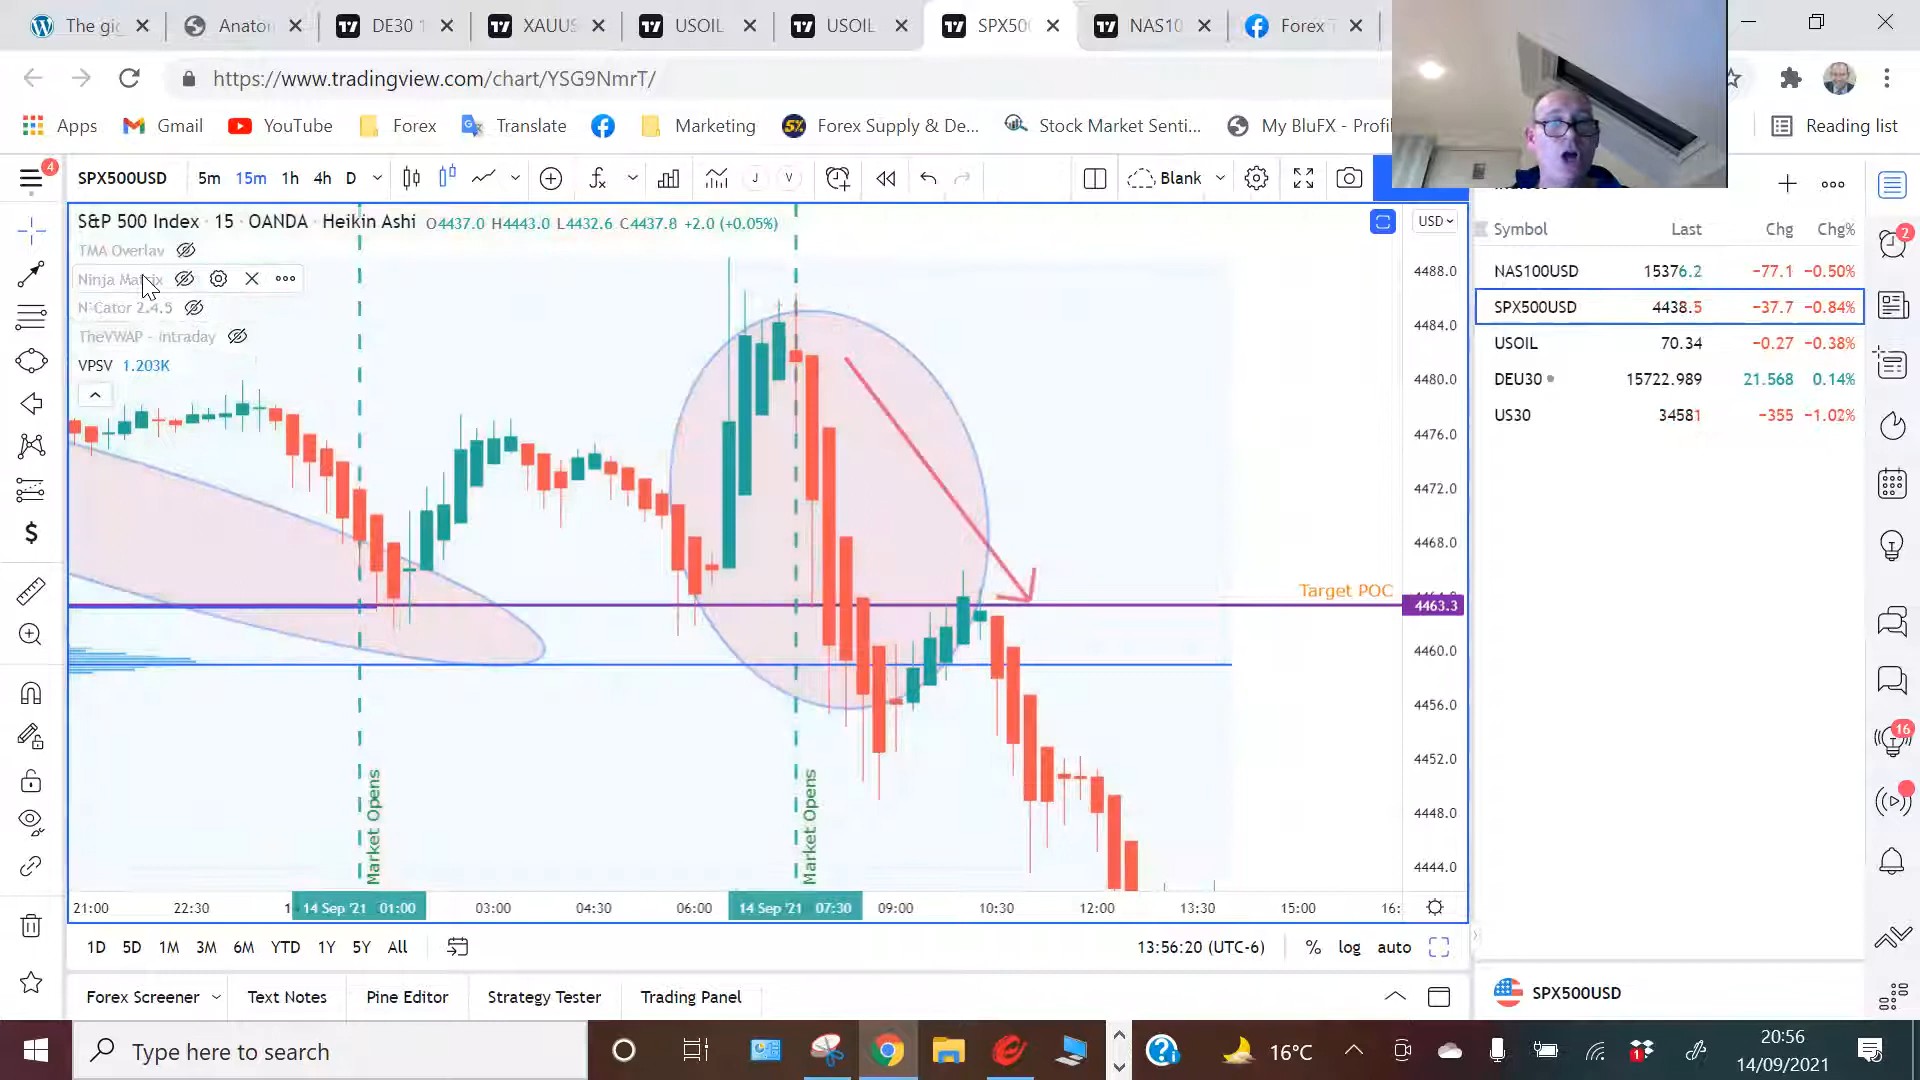 The gi
Anato
DE30 1
XAUUS
USOIL
USOIL
SPX50
NAS10
Forex T
https://www.tradingview.com/chart/YSG9NmrT/
Apps
Gmail
YouTube
Forex
Translate
Marketing
Forex Supply & De...
Stock Market Senti...
My BluFX - Profil
Reading list
4
SPX500USD 5m 15m 1h 4h D
J V
Blank
S&P 500 Index · 15 · OANDA · Heikin Ashi O4437.0 H4443.0 L4432.6 C4437.8 +2.0 (+0.05%)
USD
TMA Overlay
Ninja Matrix
N-Cator 2.4.5
TheVWAP - intraday
VPSV 1.203K
4488.0
4484.0
4480.0
4476.0
4472.0
4468.0
Target POC
4463.3
4460.0
4456.0
4452.0
4448.0
4444.0
Market Opens
Market Opens
21:00 22:30 1 14 Sep '21 01:00 03:00 04:30 06:00 14 Sep '21 07:30 09:00 10:30 12:00 13:30 15:00 16:
1D 5D 1M 3M 6M YTD 1Y 5Y All
13:56:20 (UTC-6) % log auto
Forex Screener Text Notes Pine Editor Strategy Tester Trading Panel
Symbol Last Chg Chg%
NAS100USD 15376.2 −77.1 −0.50%
SPX500USD 4438.5 −37.7 −0.84%
USOIL 70.34 −0.27 −0.38%
DEU30 15722.989 21.568 0.14%
US30 34581 −355 −1.02%
2
16
SPX500USD
Type here to search
16°C
1
20:56
14/09/2021